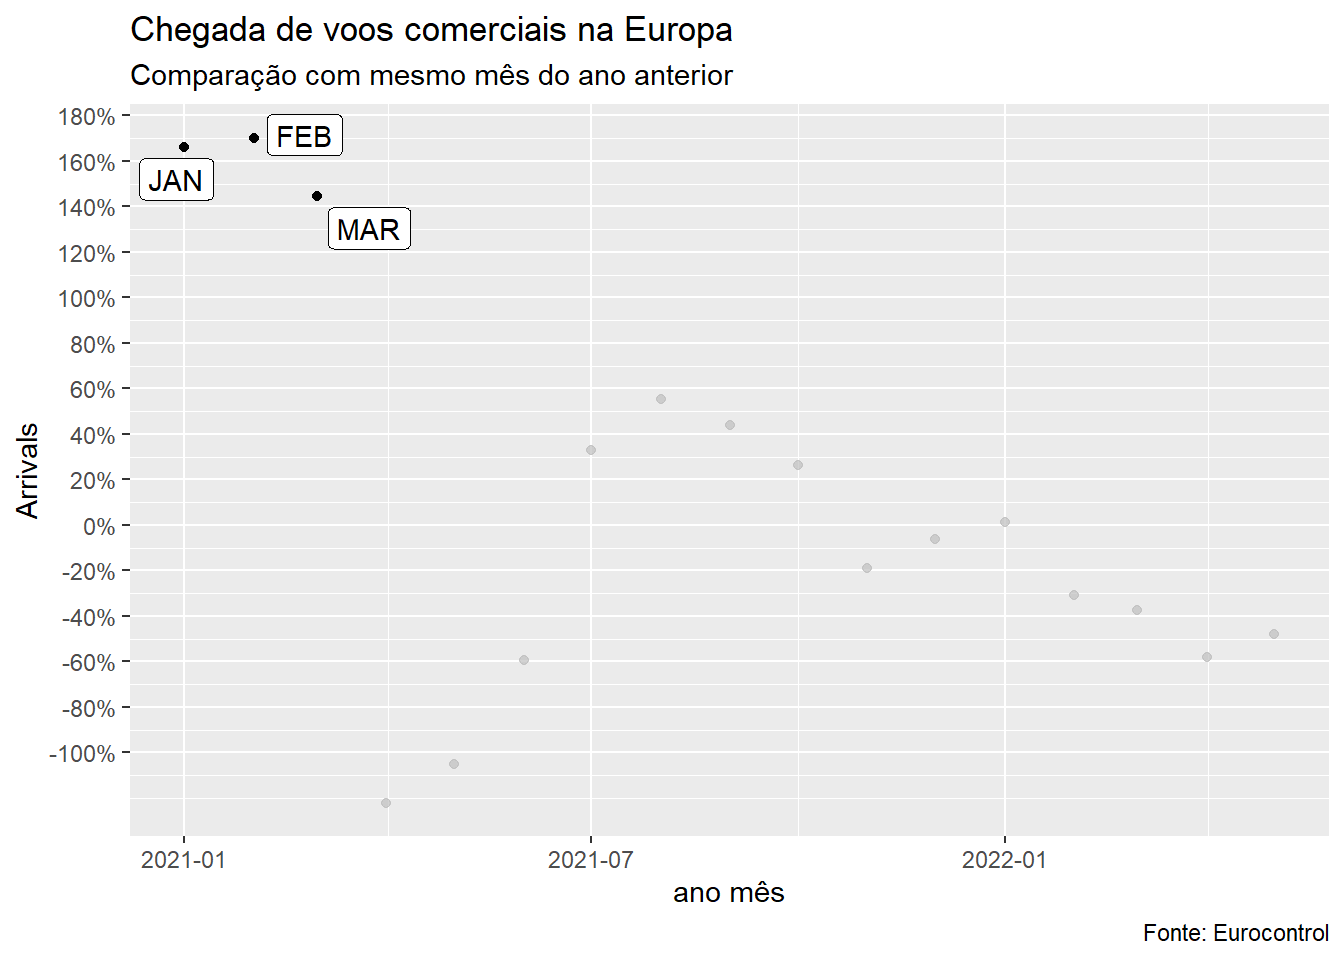 Chegada de voos comerciais na Europa
Comparação com mesmo mês do ano anterior
180%
160%
140%
120%
100%
80%
60%
40%
20%
0%
-20%
-40%
-60%
-80%
-100%
Arrivals
FEB
JAN
MAR
2021-01
2021-07
2022-01
ano mês
Fonte: Eurocontrol